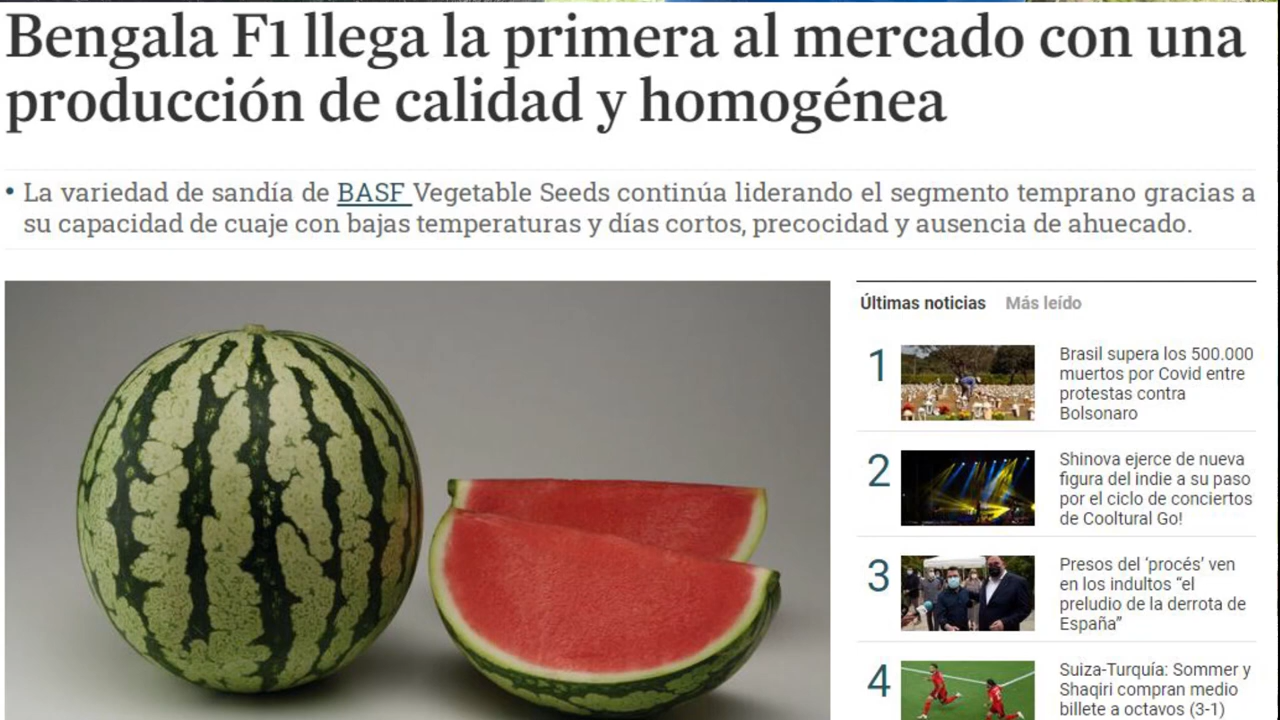 Bengala F1 llega la primera al mercado con una
producción de calidad y homogénea
• La variedad de sandía de BASF Vegetable Seeds continúa liderando el segmento temprano gracias a
su capacidad de cuaje con bajas temperaturas y días cortos, precocidad y ausencia de ahuecado.
Últimas noticias Más leído
1
Brasil supera los 500.000
muertos por Covid entre
protestas contra
Bolsonaro
2
Shinova ejerce de nueva
figura del indie a su paso
por el ciclo de conciertos
de Cooltural Go!
3
Presos del ‘procés’ ven
en los indultos “el
preludio de la derrota de
España”
4
Suiza-Turquía: Sommer y
Shaqiri compran medio
billete a octavos (3-1)